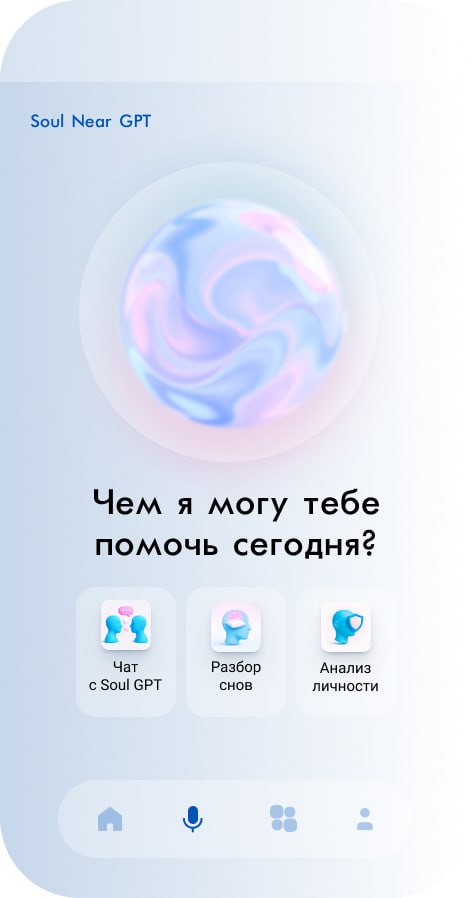 Soul Near GPT
Чем я могу тебе
помочь сегодня?
Чат
с Soul GPT
Разбор
снов
Анализ
личности